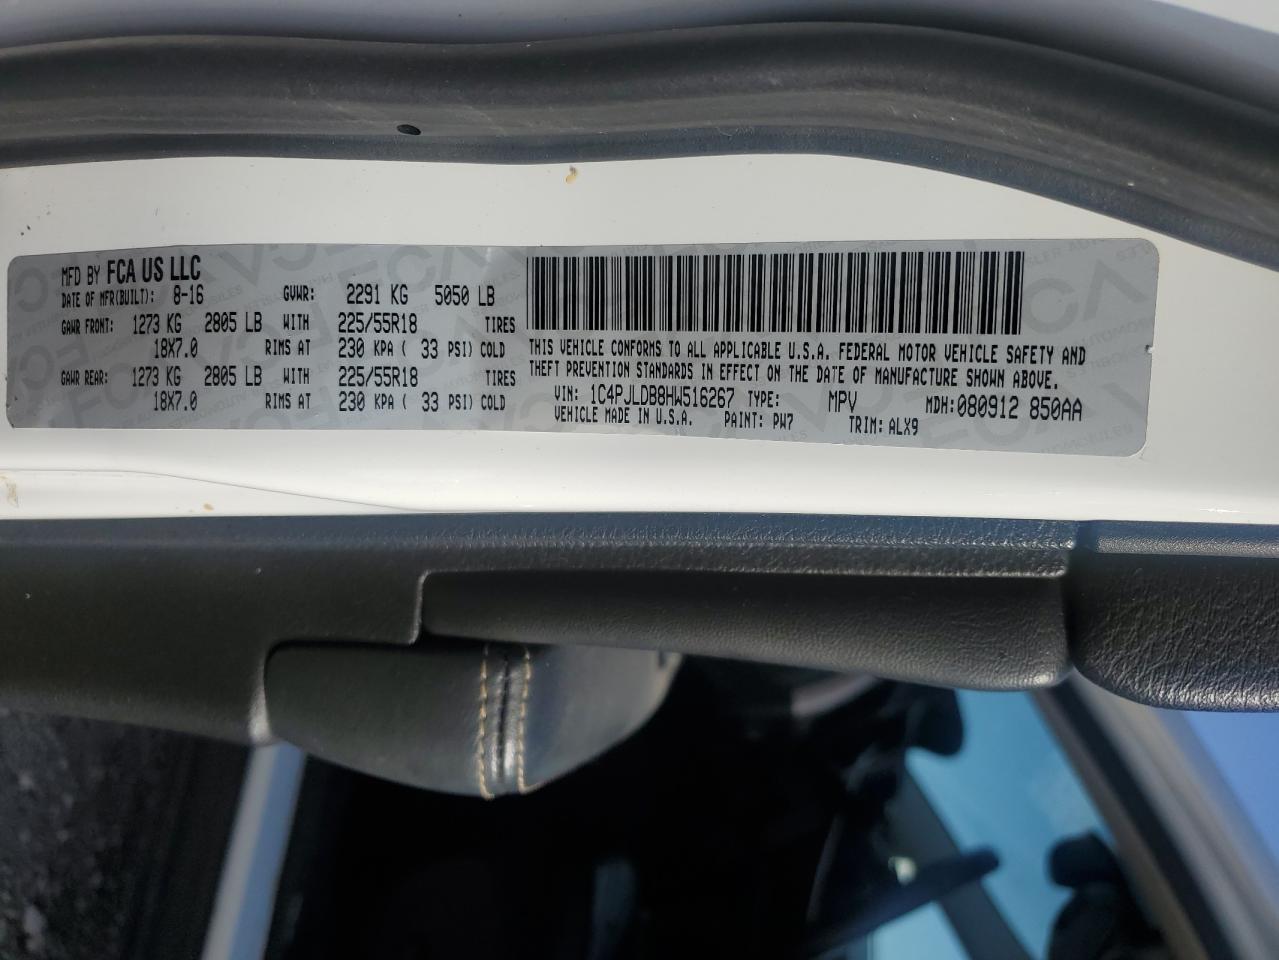 MFD BY FCA US LLC
DATE OF MFR(BUILT): 8-16 GVWR: 2291 KG 5050 LB
GAWR FRONT: 1273 KG 2805 LB WITH 225/55R18 TIRES
18X7.0 RIMS AT 230 KPA ( 33 PSI) COLD
GAWR REAR: 1273 KG 2805 LB WITH 225/55R18 TIRES
18X7.0 RIMS AT 230 KPA ( 33 PSI) COLD
THIS VEHICLE CONFORMS TO ALL APPLICABLE U.S.A. FEDERAL MOTOR VEHICLE SAFETY AND
THEFT PREVENTION STANDARDS IN EFFECT ON THE DATE OF MANUFACTURE SHOWN ABOVE.
VIN: 1C4PJLDB8HW516267 TYPE: MPV MDH:080912 850AA
VEHICLE MADE IN U.S.A. PAINT: PW7 TRIM:ALX9